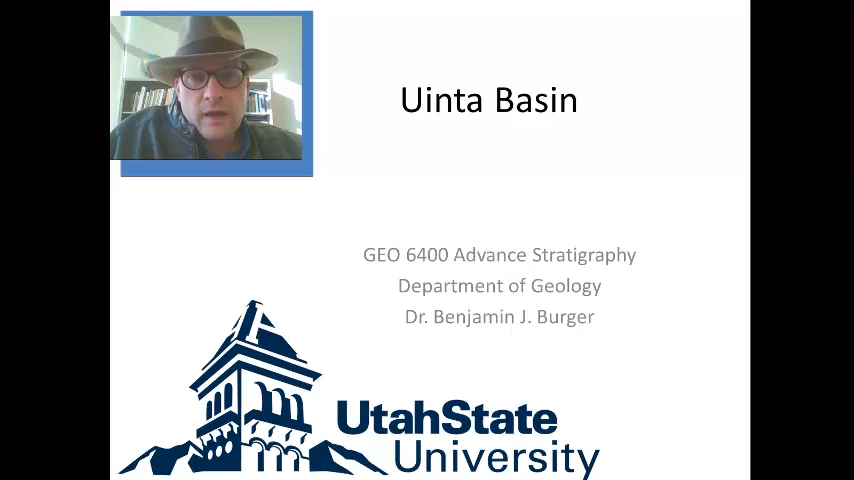 Uinta Basin
GEO 6400 Advance Stratigraphy
Department of Geology
Dr. Benjamin J. Burger
UtahState
University